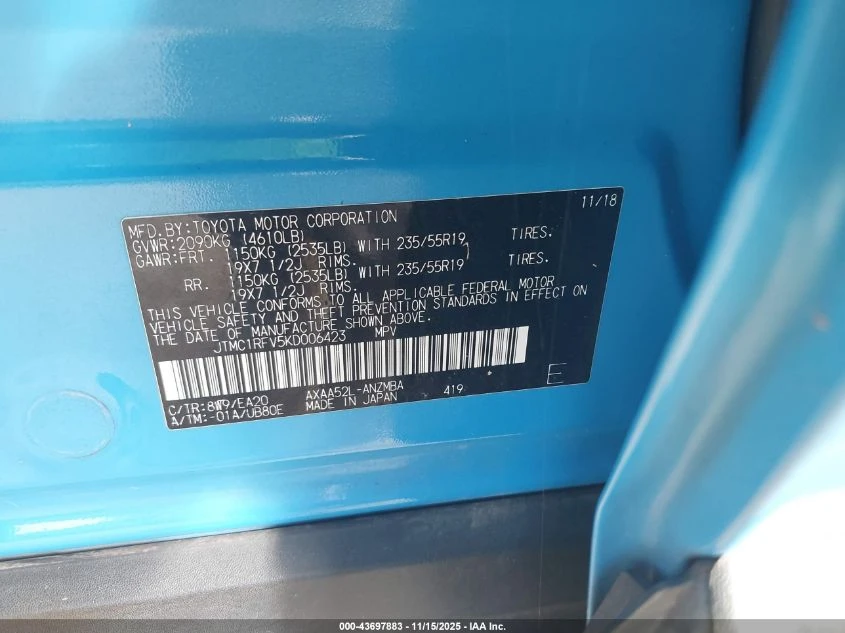 MFD.BY:TOYOTA MOTOR CORPORATION 11/18
GVWR:2090KG (4610LB)
GAWR:FRT. 1150KG (2535LB) WITH 235/55R19 TIRES.
19X7 1/2J RIMS.
RR. 1150KG (2535LB) WITH 235/55R19 TIRES.
19X7 1/2J RIMS.
THIS VEHICLE CONFORMS TO ALL APPLICABLE FEDERAL MOTOR
VEHICLE SAFETY AND THEFT PREVENTION STANDARDS IN EFFECT ON
THE DATE OF MANUFACTURE SHOWN ABOVE.
JTMC1RFV5KD006423 MPV
C/TR:8W9/EA20 AXAA52L-ANZMBA 419 E
A/TM:-01A/UB80E MADE IN JAPAN
000-43697883 - 11/15/2025 - IAA Inc.